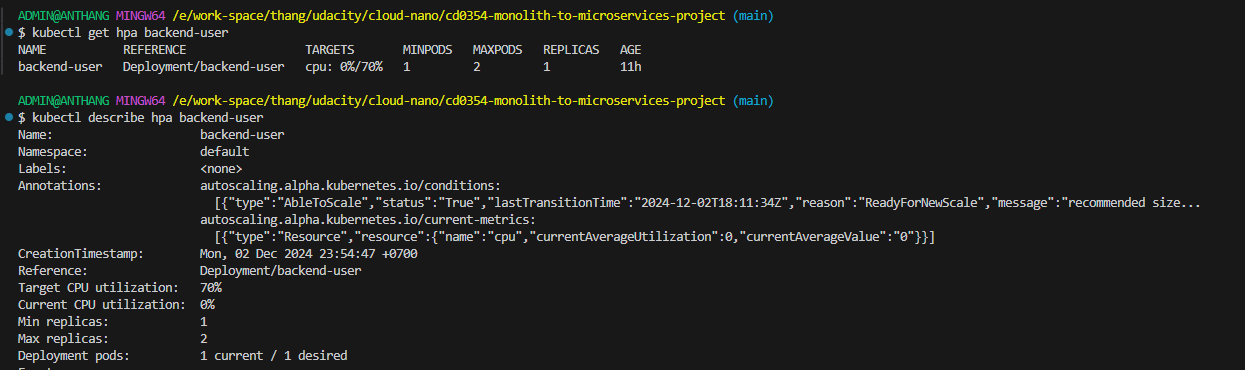 ADMIN@ANTHANG MINGW64 /e/work-space/thang/udacity/cloud-nano/cd0354-monolith-to-microservices-project (main)
$ kubectl get hpa backend-user
NAME REFERENCE TARGETS MINPODS MAXPODS REPLICAS AGE
backend-user Deployment/backend-user cpu: 0%/70% 1 2 1 11h
ADMIN@ANTHANG MINGW64 /e/work-space/thang/udacity/cloud-nano/cd0354-monolith-to-microservices-project (main)
$ kubectl describe hpa backend-user
Name: backend-user
Namespace: default
Labels: <none>
Annotations: autoscaling.alpha.kubernetes.io/conditions:
[{"type":"AbleToScale","status":"True","lastTransitionTime":"2024-12-02T18:11:34Z","reason":"ReadyForNewScale","message":"recommended size...
autoscaling.alpha.kubernetes.io/current-metrics:
[{"type":"Resource","resource":{"name":"cpu","currentAverageUtilization":0,"currentAverageValue":"0"}}]
CreationTimestamp: Mon, 02 Dec 2024 23:54:47 +0700
Reference: Deployment/backend-user
Target CPU utilization: 70%
Current CPU utilization: 0%
Min replicas: 1
Max replicas: 2
Deployment pods: 1 current / 1 desired